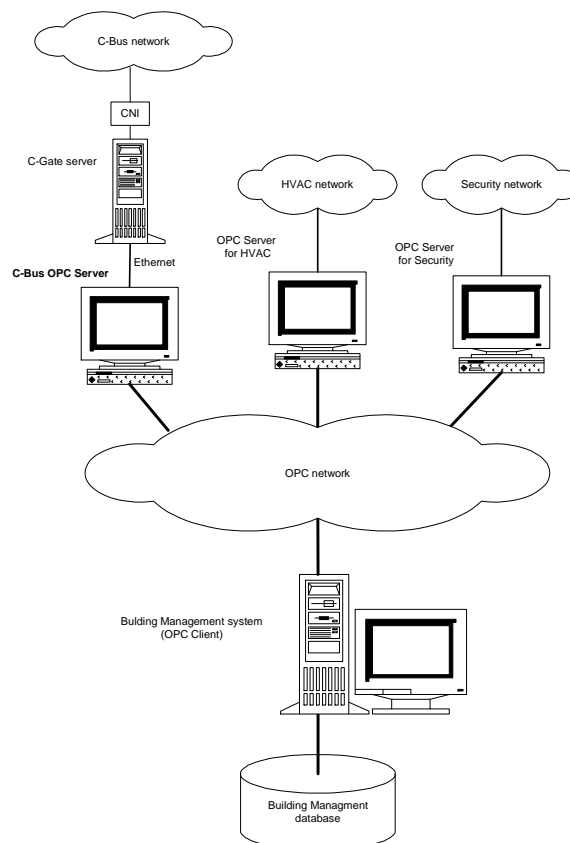 C-Bus network
CNI
C-Gate server
HVAC network
Security network
OPC Server
for HVAC
OPC Server
for Security
Ethernet
C-Bus OPC Server
OPC network
Bulding Management system
(OPC Client)
Building Managment
database